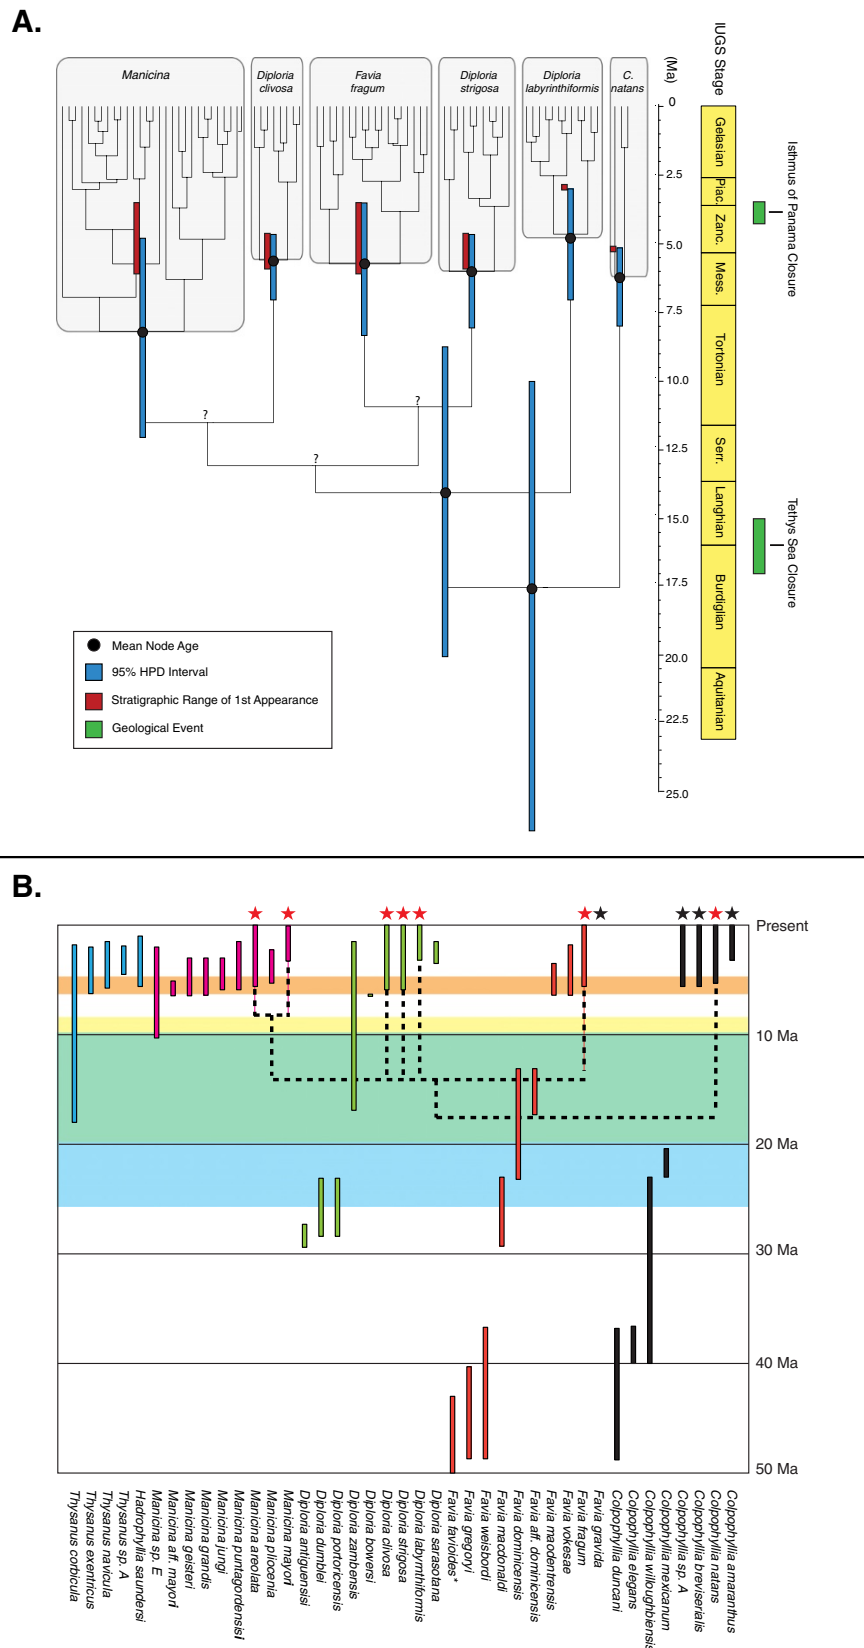 A.
Manicina
Diploria
clivosa
Favia
fragum
Diploria
strigosa
Diploria
labyrinthiformis
C.
natans
(Ma)
IUGS Stage
0
2.5
5.0
7.5
10.0
12.5
15.0
17.5
20.0
22.5
25.0
Gelasian
Piac.
Zanc.
Mess.
Tortonian
Serr.
Langhian
Burdiglian
Aquitanian
Isthmus of Panama Closure
Tethys Sea Closure
?
?
?
Mean Node Age
95% HPD Interval
Stratigraphic Range of 1st Appearance
Geological Event
B.
Present
10 Ma
20 Ma
30 Ma
40 Ma
50 Ma
Thysanus corbicula
Thysanus exentricus
Thysanus navicula
Thysanus sp. A
Hadrophyllia saundersi
Manicina sp. E
Manicina aff. mayori
Manicina geisteri
Manicina grandis
Manicina jungi
Manicina puntagordensisi
Manicina areolata
Manicina pliocenia
Manicina mayori
Diploria antiguensisi
Diploria dumblei
Diploria portoricensis
Diploria zambensis
Diploria bowersi
Diploria clivosa
Diploria strigosa
Diploria labyrnthiformis
Diploria sarasotana
Favia favioides*
Favia gregoryi
Favia weisbordi
Favia macdonaldi
Favia dominicensis
Favia aff. dominicensis
Favia maodentrensis
Favia vokesae
Favia fragum
Favia gravida
Colpophyllia duncani
Colpophyllia elegans
Colpophyllia willoughbiensis
Colpophyllia mexicanum
Colpophyllia sp. A
Colpophyllia breviserialis
Colpophyllia natans
Colpophyllia amaranthus